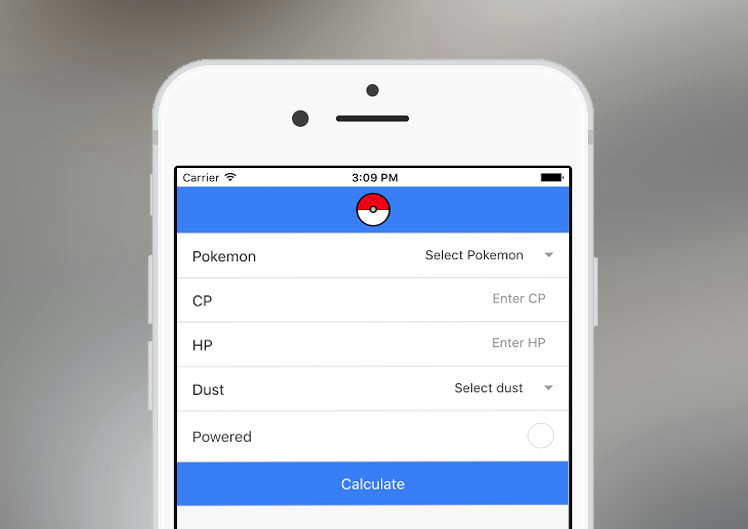 Carrier 3:09 PM
Pokemon Select Pokemon
CP Enter CP
HP Enter HP
Dust Select dust
Powered
Calculate